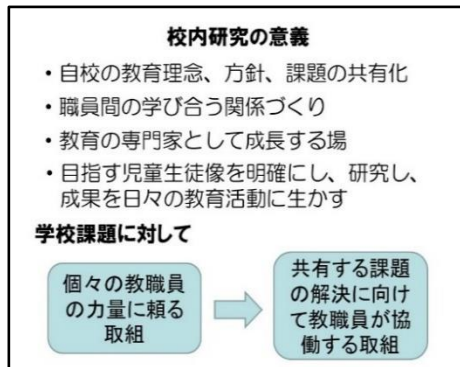 校内研究の意義
・自校の教育理念、方針、課題の共有化
・職員間の学び合う関係づくり
・教育の専門家として成長する場
・目指す児童生徒像を明確にし、研究し、
成果を日々の教育活動に生かす
学校課題に対して
個々の教職員
の力量に頼る
取組
共有する課題
の解決に向け
て教職員が協
働する取組